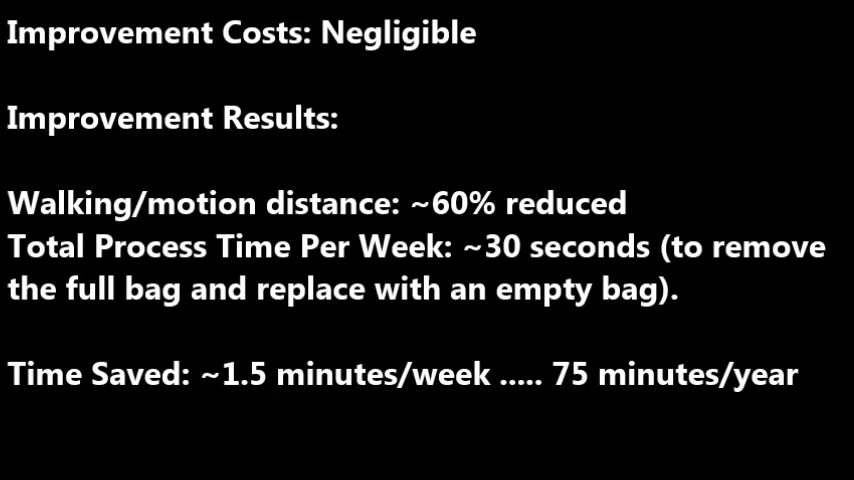 Improvement Costs: Negligible
Improvement Results:
Walking/motion distance: ~60% reduced
Total Process Time Per Week: ~30 seconds (to remove
the full bag and replace with an empty bag).
Time Saved: ~1.5 minutes/week ..... 75 minutes/year